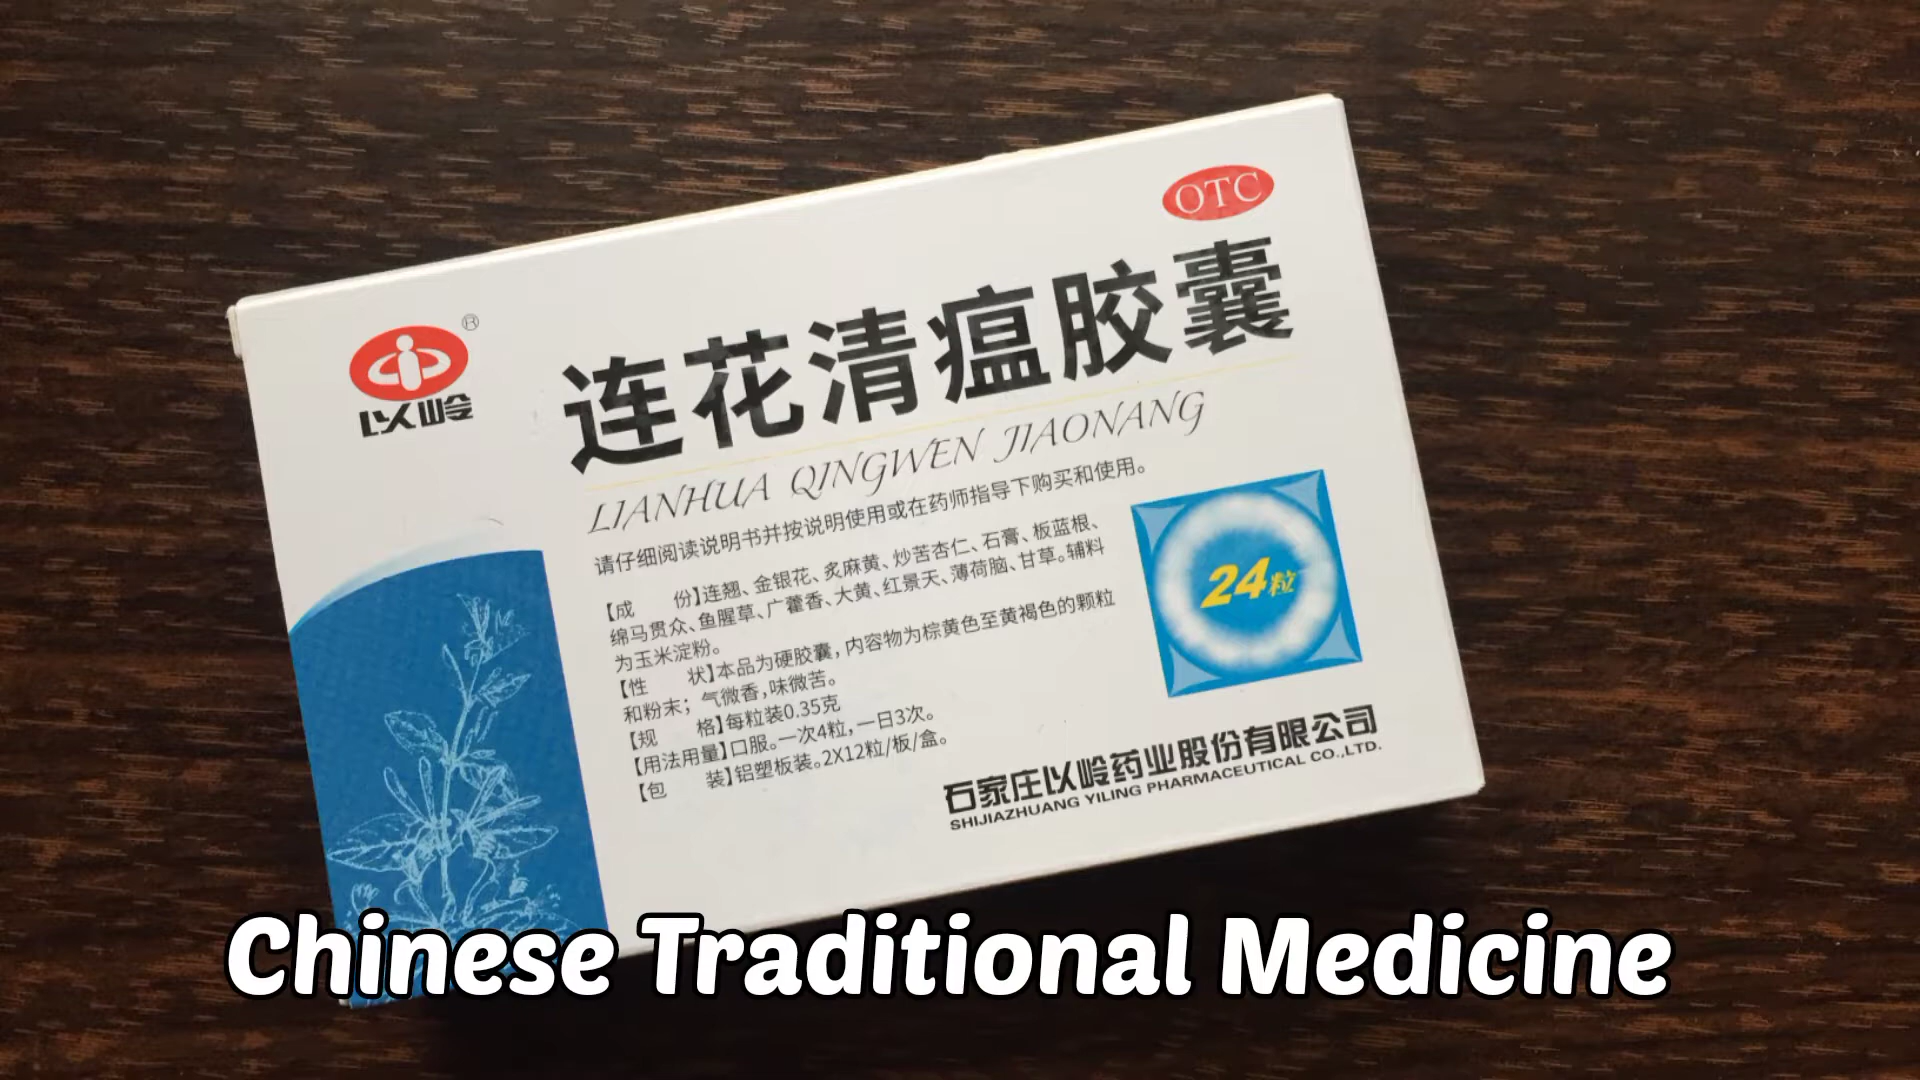 OTC
®
以岭
连花清瘟胶囊
LIANHUA QINGWEN JIAONANG
请仔细阅读说明书并按说明使用或在药师指导下购买和使用。
【成 份】连翘、金银花、炙麻黄、炒苦杏仁、石膏、板蓝根、
绵马贯众、鱼腥草、广藿香、大黄、红景天、薄荷脑、甘草。辅料
为玉米淀粉。
【性 状】本品为硬胶囊，内容物为棕黄色至黄褐色的颗粒
和粉末；气微香，味微苦。
【规 格】每粒装0.35克
【用法用量】口服。一次4粒，一日3次。
【包 装】铝塑板装。2X12粒/板/盒。
24粒
石家庄以岭药业股份有限公司
SHIJIAZHUANG YILING PHARMACEUTICAL CO.,LTD.
Chinese Traditional Medicine